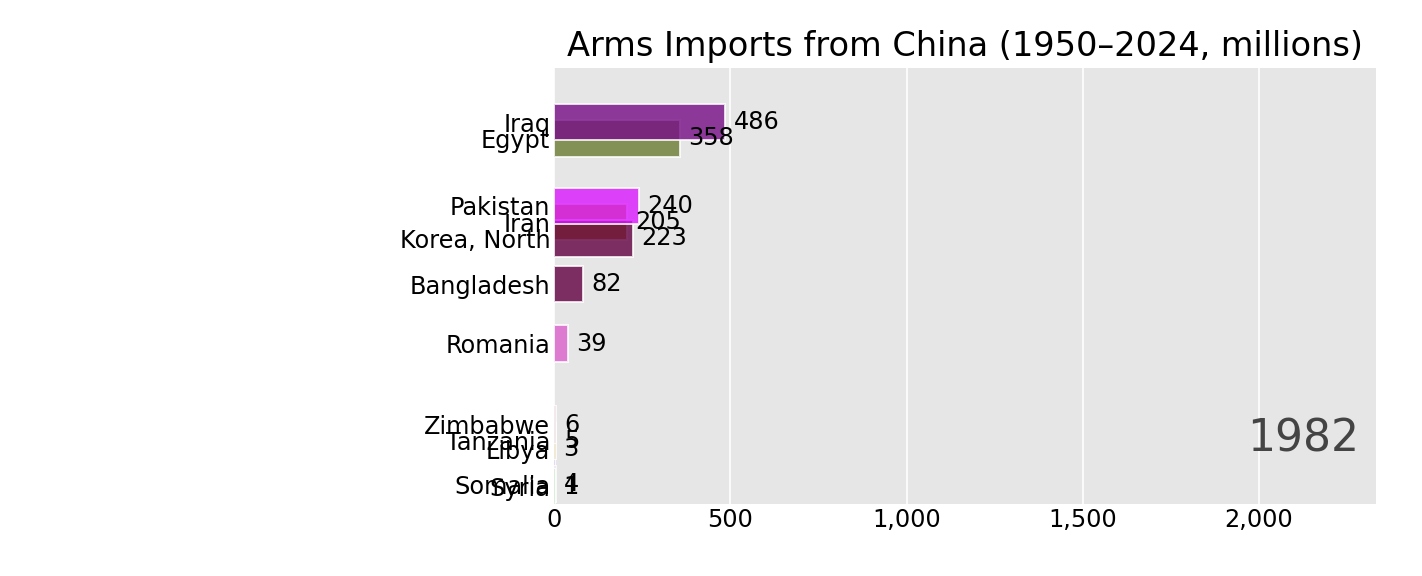 Arms Imports from China (1950–2024, millions)
Iraq 486
Egypt 358
Pakistan 240
Iran 205
Korea, North 223
Bangladesh 82
Romania 39
Zimbabwe 6
Tanzania 5
Libya 3
1982
Somalia 4
Syria 1
0 500 1,000 1,500 2,000